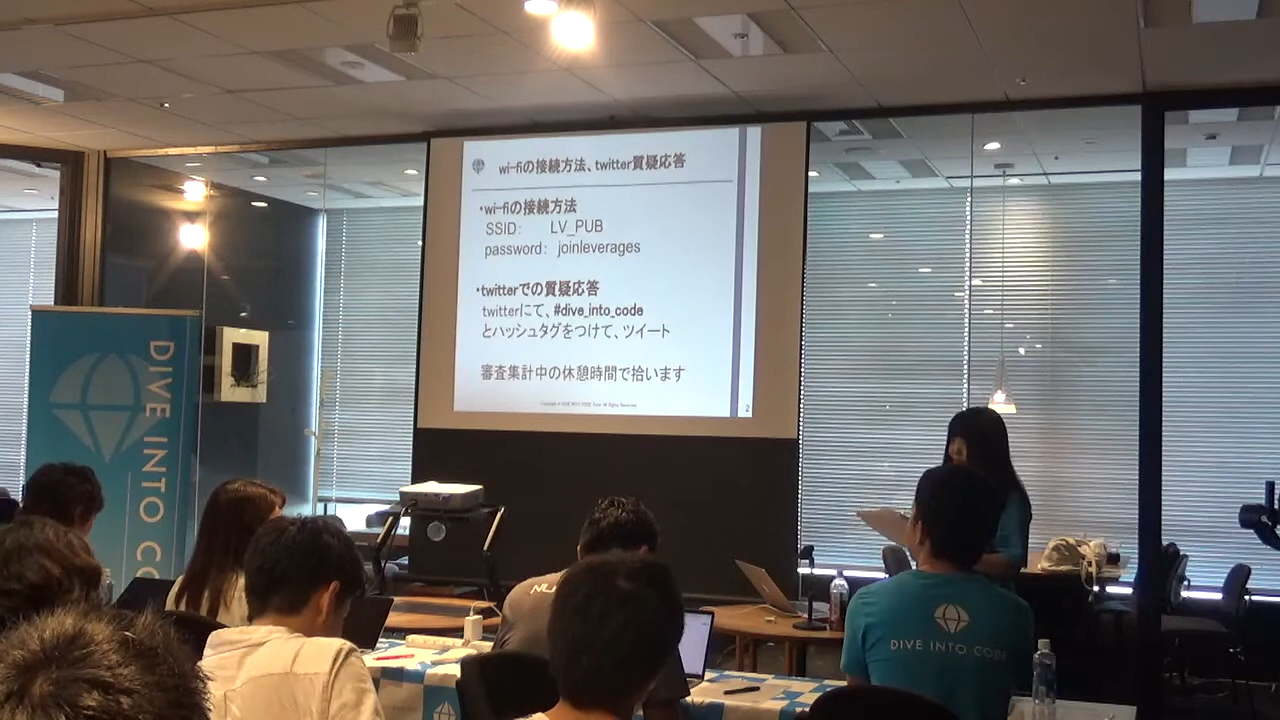 wi-fiの接続方法、twitter質疑応答
・wi-fiの接続方法
SSID: LV_PUB
password: joinleverages
・twitterでの質疑応答
twitterにて、#dive_into_code
とハッシュタグをつけて、ツイート
審査集計中の休憩時間で拾います
2
DIVE INTO CO
NU
DIVE INTO CODE